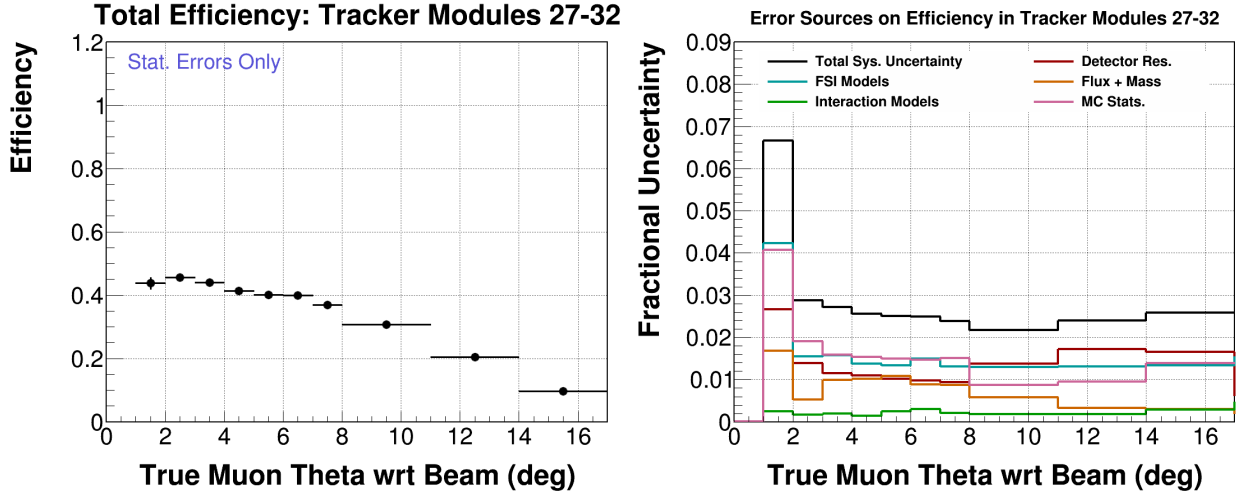 Total Efficiency: Tracker Modules 27-32
Stat. Errors Only
Efficiency
1.2
1
0.8
0.6
0.4
0.2
0
0 2 4 6 8 10 12 14 16
True Muon Theta wrt Beam (deg)
Error Sources on Efficiency in Tracker Modules 27-32
Total Sys. Uncertainty
FSI Models
Interaction Models
Detector Res.
Flux + Mass
MC Stats.
Fractional Uncertainty
0.09
0.08
0.07
0.06
0.05
0.04
0.03
0.02
0.01
0
0 2 4 6 8 10 12 14 16
True Muon Theta wrt Beam (deg)